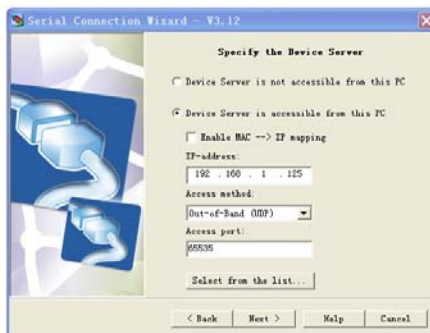 Serial Connection Wizard - V3.12
Specify the Device Server
Device Server is not accessible from this PC
Device Server is accessible from this PC
Enable MAC --> IP mapping
IP-address:
192 . 168 . 1 . 125
Access method:
Out-of-Band (UDP)
Access port:
65535
Select from the list...
< Back
Next >
Help
Cancel